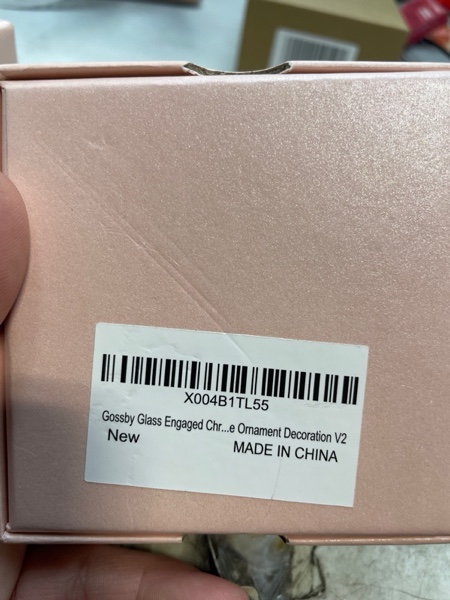 X004B1TL55
Gossby Glass Engaged Chr...e Ornament Decoration V2
New
MADE IN CHINA